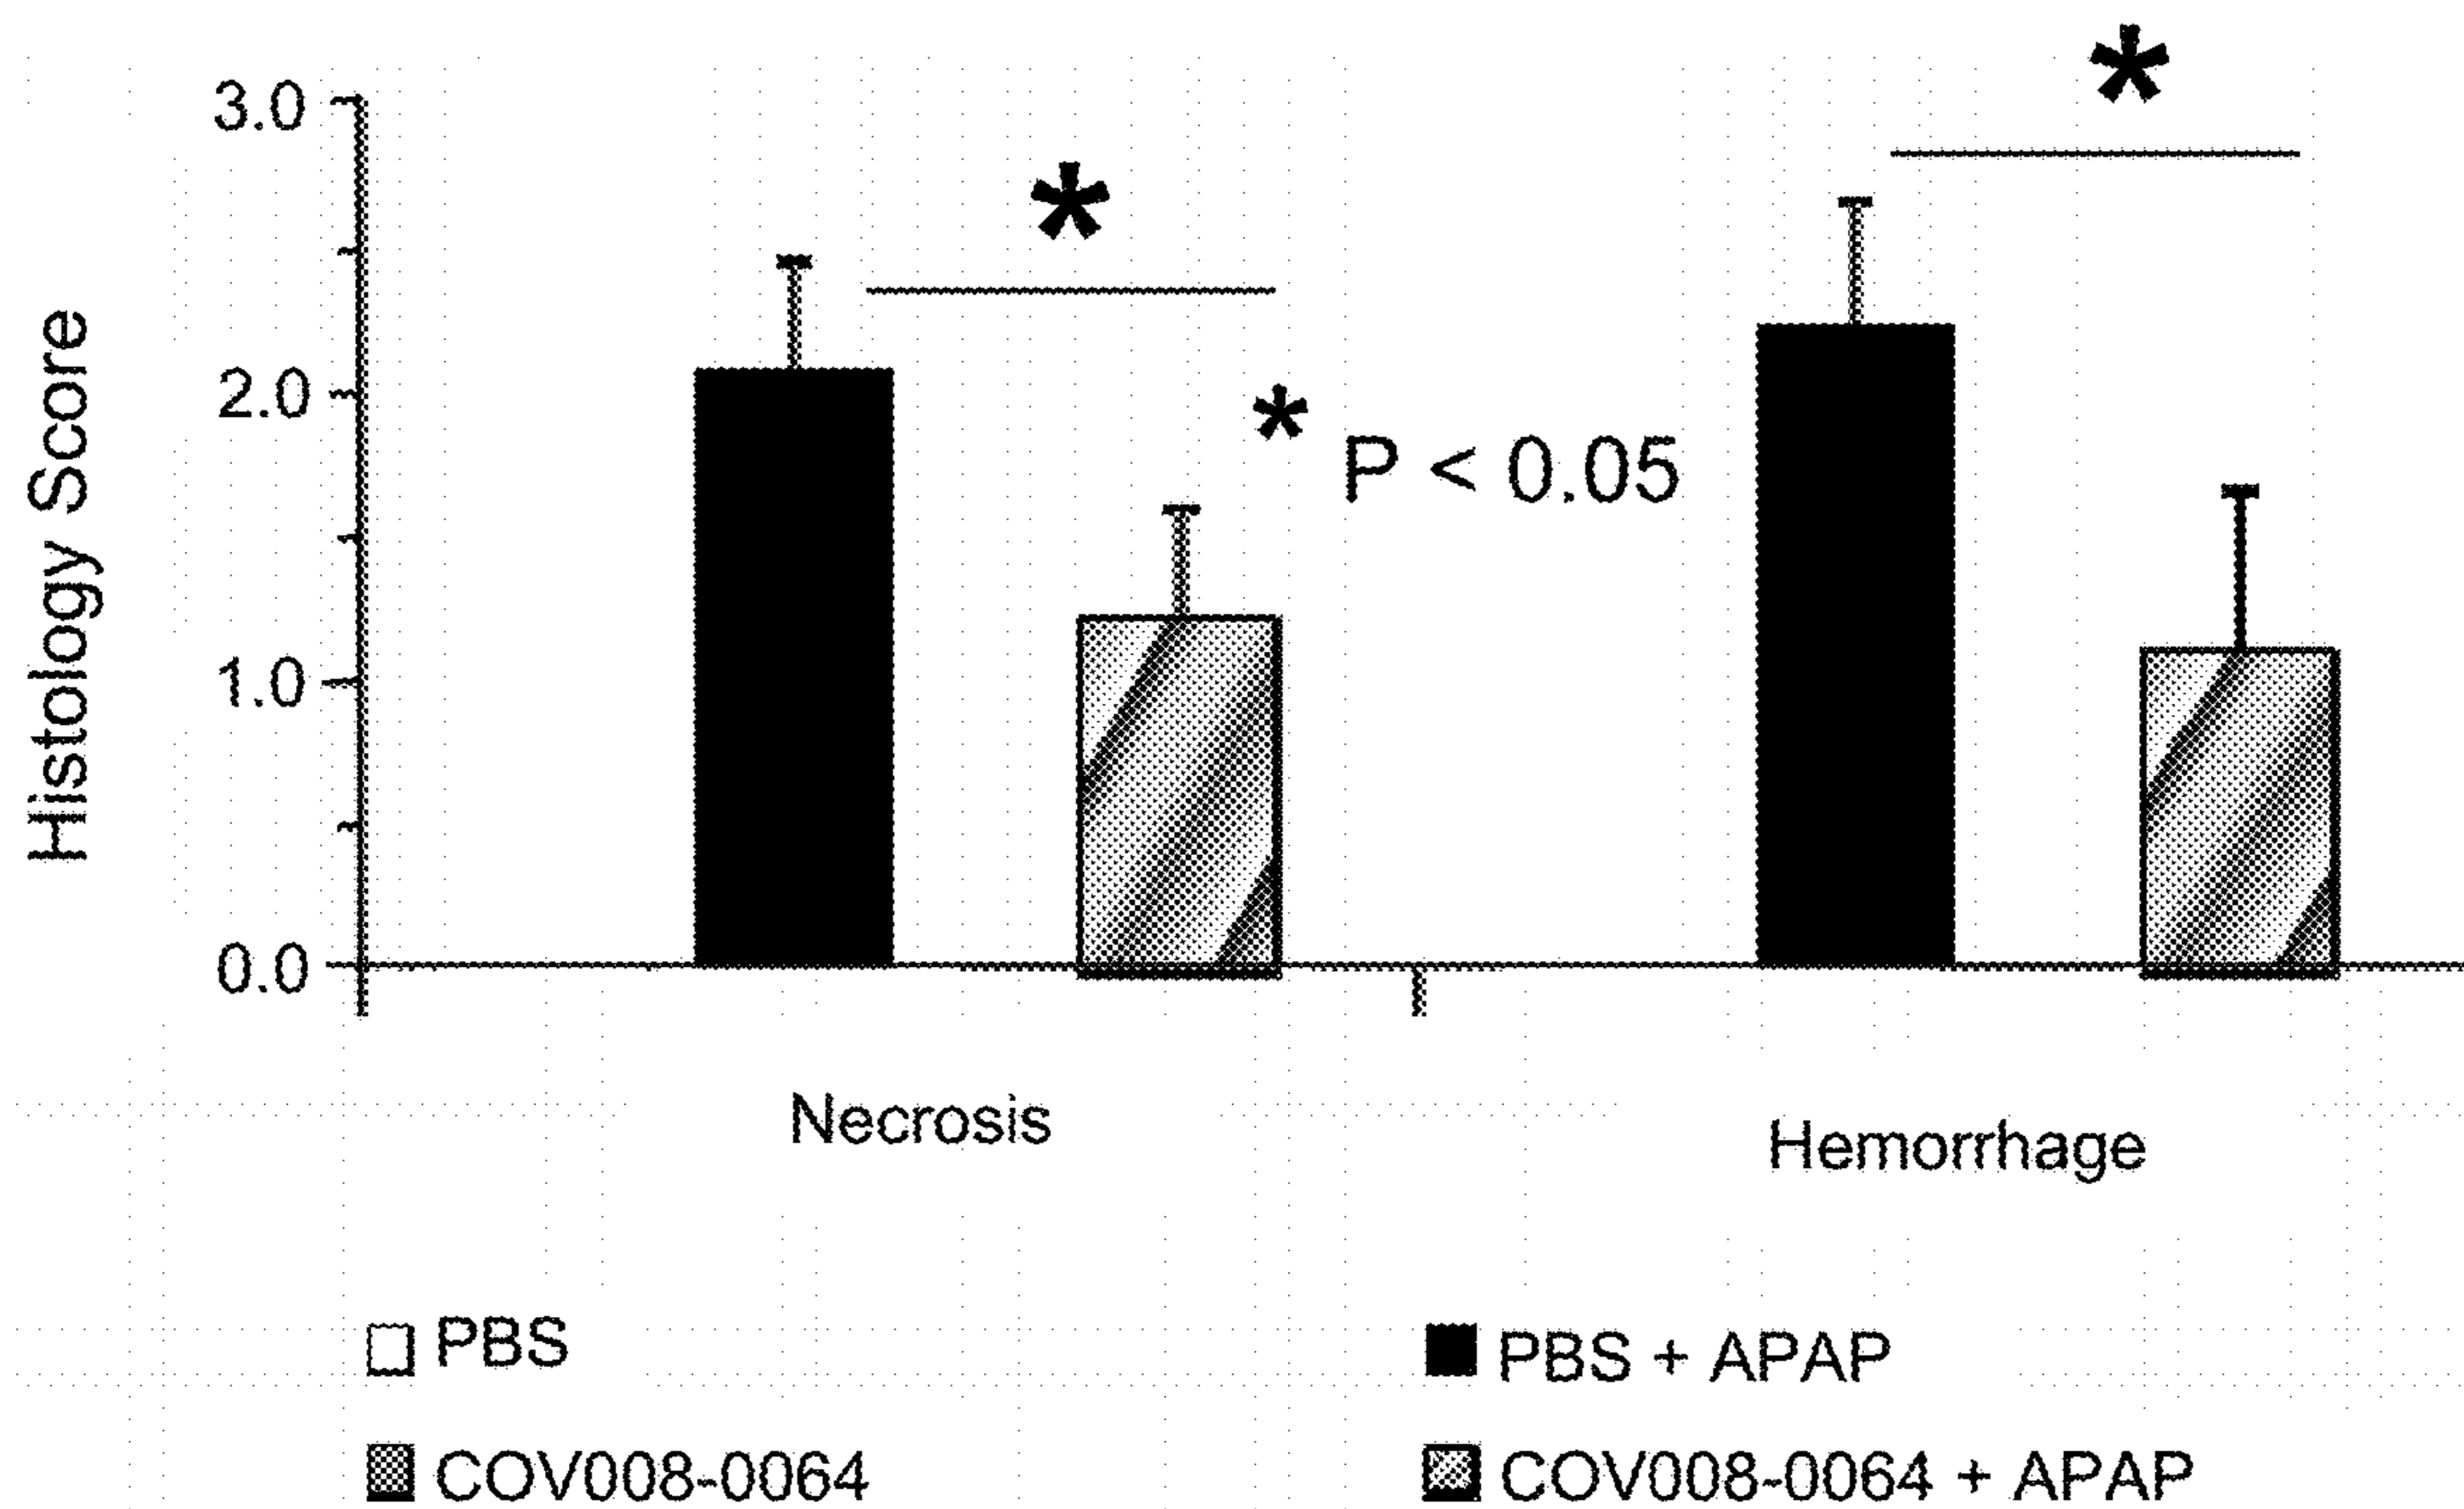 Histology Score
3.0
2.0
1.0
0.0
*
*
* P < 0.05
Necrosis
Hemorrhage
PBS
PBS + APAP
COV008-0064
COV008-0064 + APAP